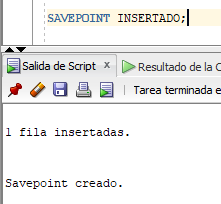 SAVEPOINT INSERTADO;
Salida de Script x
Resultado de la C
Tarea terminada e
1 fila insertadas.
Savepoint creado.